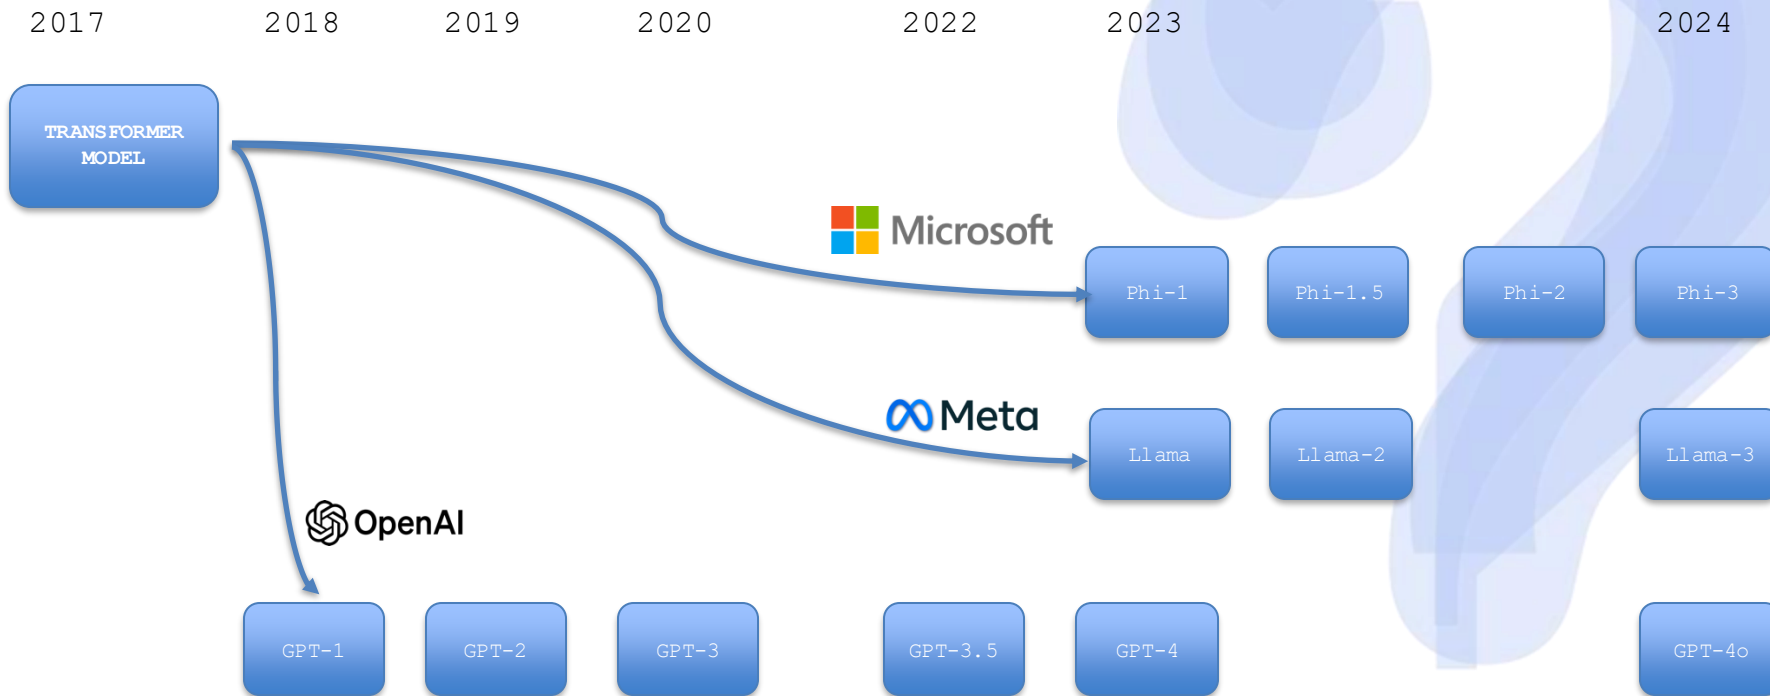 2017 2018 2019 2020 2022 2023 2024
TRANSFORMER
MODEL
Microsoft
Phi-1 Phi-1.5 Phi-2 Phi-3
Meta
Llama Llama-2 Llama-3
OpenAI
GPT-1 GPT-2 GPT-3 GPT-3.5 GPT-4 GPT-4o